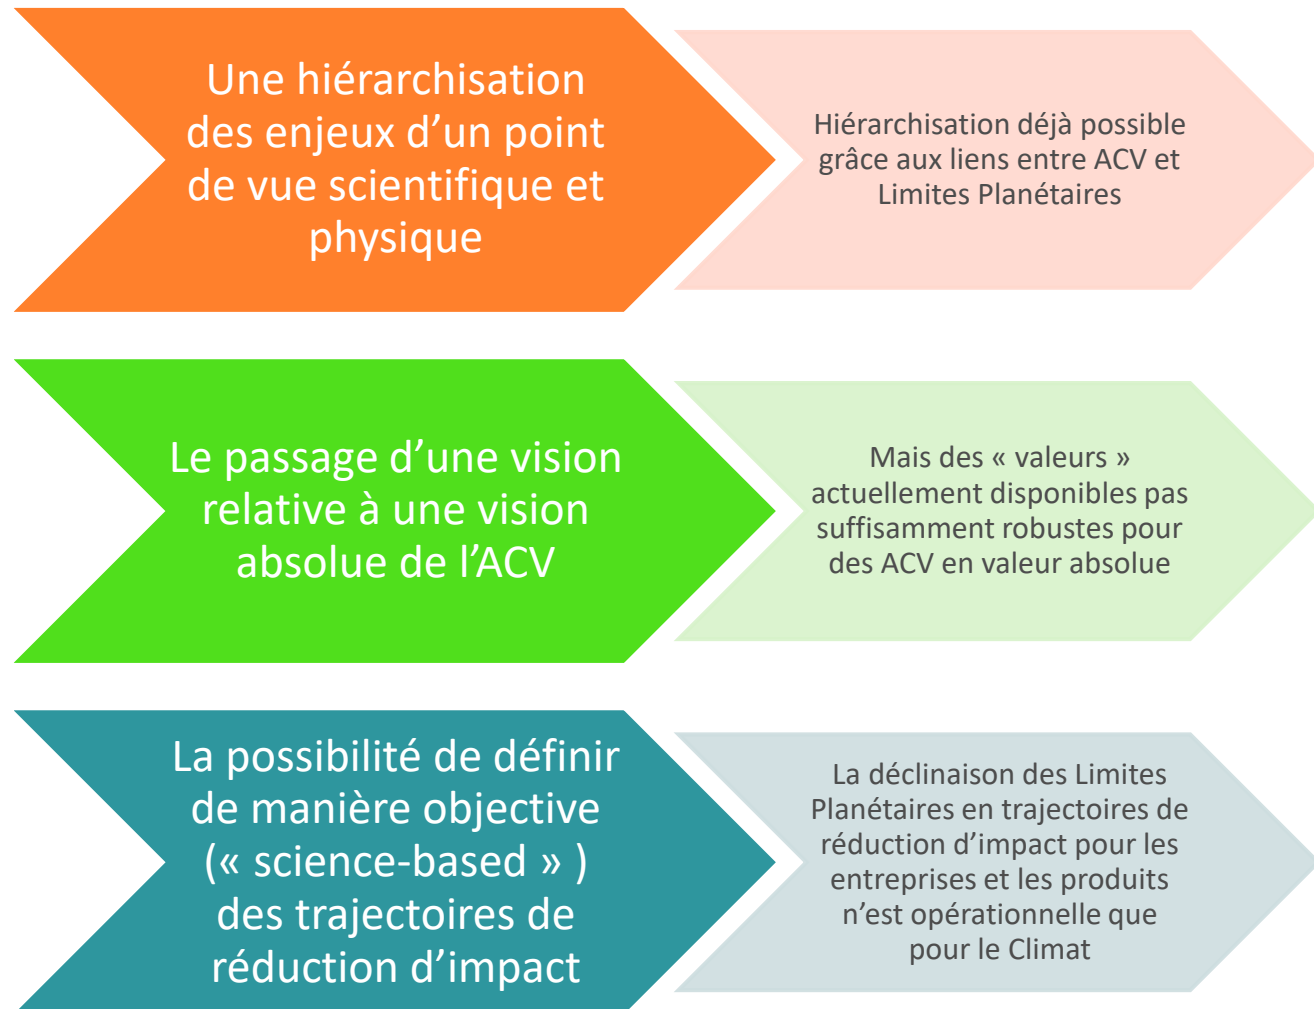 Une hiérarchisation
des enjeux d’un point
de vue scientifique et
physique
Hiérarchisation déjà possible
grâce aux liens entre ACV et
Limites Planétaires
Le passage d’une vision
relative à une vision
absolue de l’ACV
Mais des « valeurs »
actuellement disponibles pas
suffisamment robustes pour
des ACV en valeur absolue
La possibilité de définir
de manière objective
(« science-based » )
des trajectoires de
réduction d’impact
La déclinaison des Limites
Planétaires en trajectoires de
réduction d’impact pour les
entreprises et les produits
n’est opérationnelle que
pour le Climat